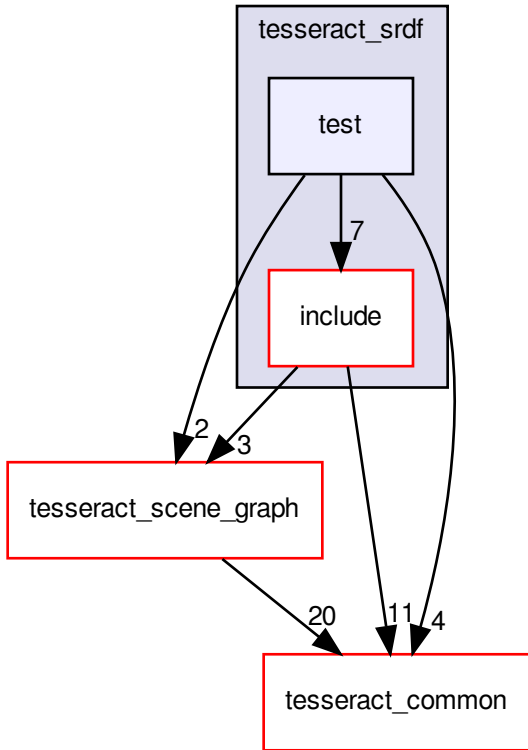 tesseract_srdf
test
7
include
2
3
tesseract_scene_graph
20
11
4
tesseract_common